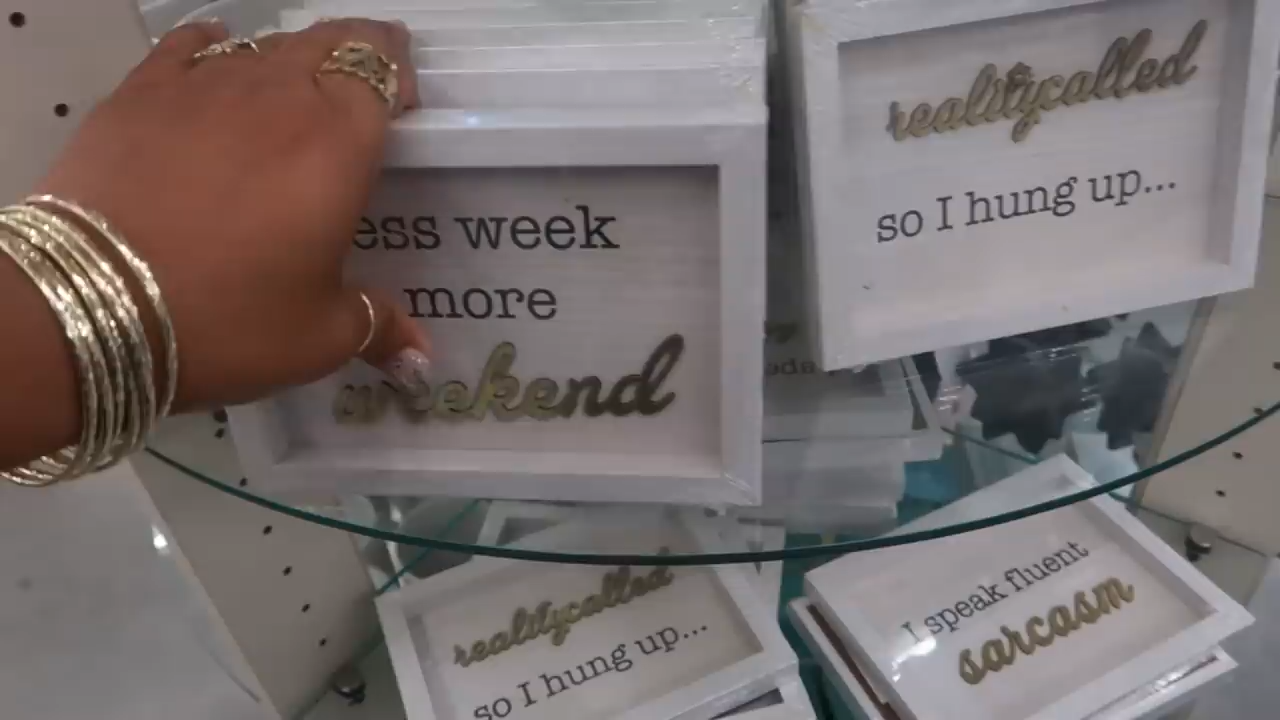 ess week
more
weekend
realitycalled
so I hung up...
realitycalled
so I hung up...
I speak fluent
sarcasm